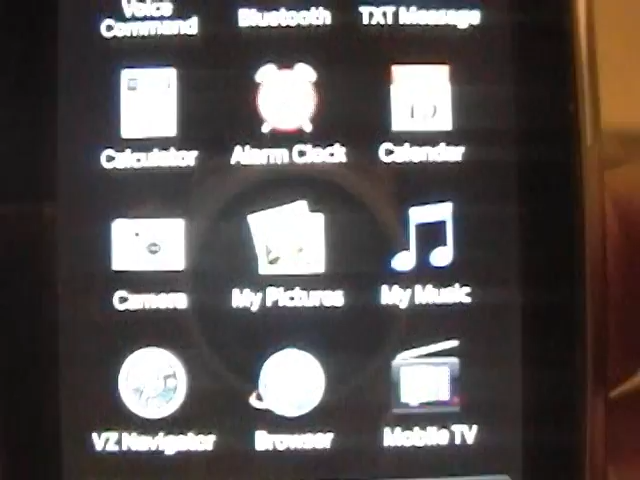 Voice
Command
Bluetooth
TXT Message
Calculator
Alarm Clock
Calendar
Camera
My Pictures
My Music
VZ Navigator
Browser
Mobile TV